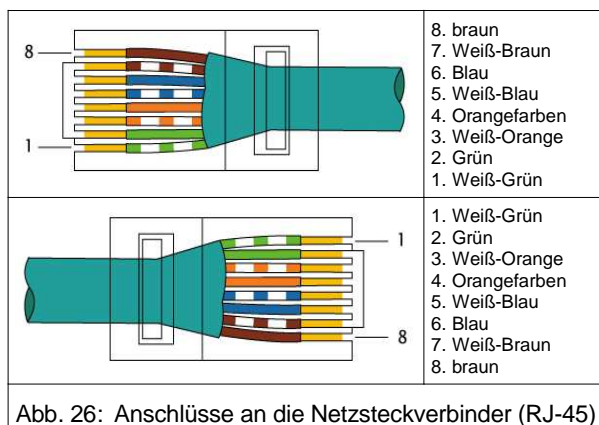 8
1
8. braun
7. Weiß-Braun
6. Blau
5. Weiß-Blau
4. Orangefarben
3. Weiß-Orange
2. Grün
1. Weiß-Grün
1
8
1. Weiß-Grün
2. Grün
3. Weiß-Orange
4. Orangefarben
5. Weiß-Blau
6. Blau
7. Weiß-Braun
8. braun
Abb. 26: Anschlüsse an die Netzsteckverbinder (RJ-45)